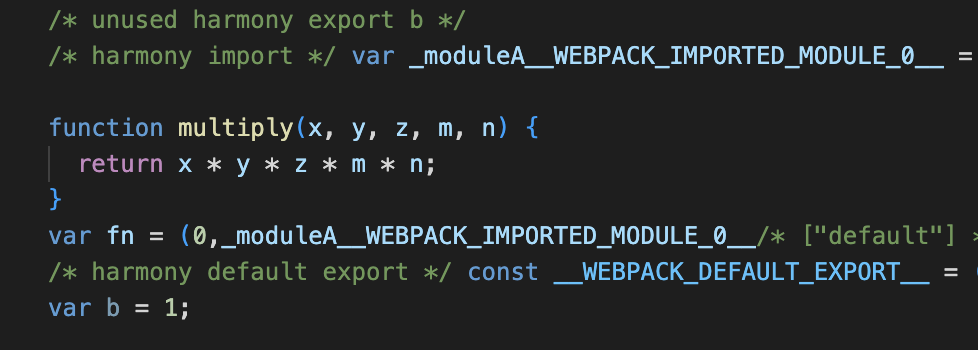 /* unused harmony export b */
/* harmony import */ var _moduleA__WEBPACK_IMPORTED_MODULE_0__ =
function multiply(x, y, z, m, n) {
return x * y * z * m * n;
}
var fn = (0,_moduleA__WEBPACK_IMPORTED_MODULE_0__/* ["default"] *
/* harmony default export */ const __WEBPACK_DEFAULT_EXPORT__ = (
var b = 1;